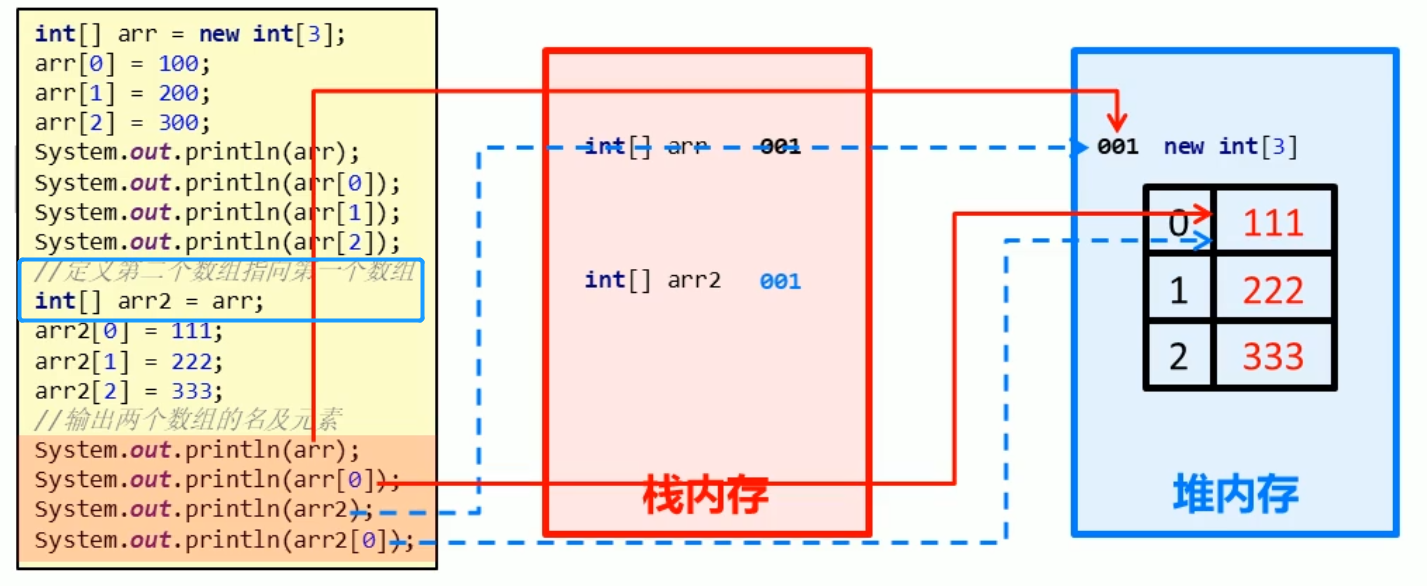 int[] arr = new int[3];
arr[0] = 100;
arr[1] = 200;
arr[2] = 300;
System.out.println(arr);
System.out.println(arr[0]);
System.out.println(arr[1]);
System.out.println(arr[2]);
//定义第二个数组指向第一个数组
int[] arr2 = arr;
arr2[0] = 111;
arr2[1] = 222;
arr2[2] = 333;
//输出两个数组的名及元素
System.out.println(arr);
System.out.println(arr[0]);
System.out.println(arr2);
System.out.println(arr2[0]);
int[] arr 001
int[] arr2 001
栈内存
001 new int[3]
0 111
1 222
2 333
堆内存